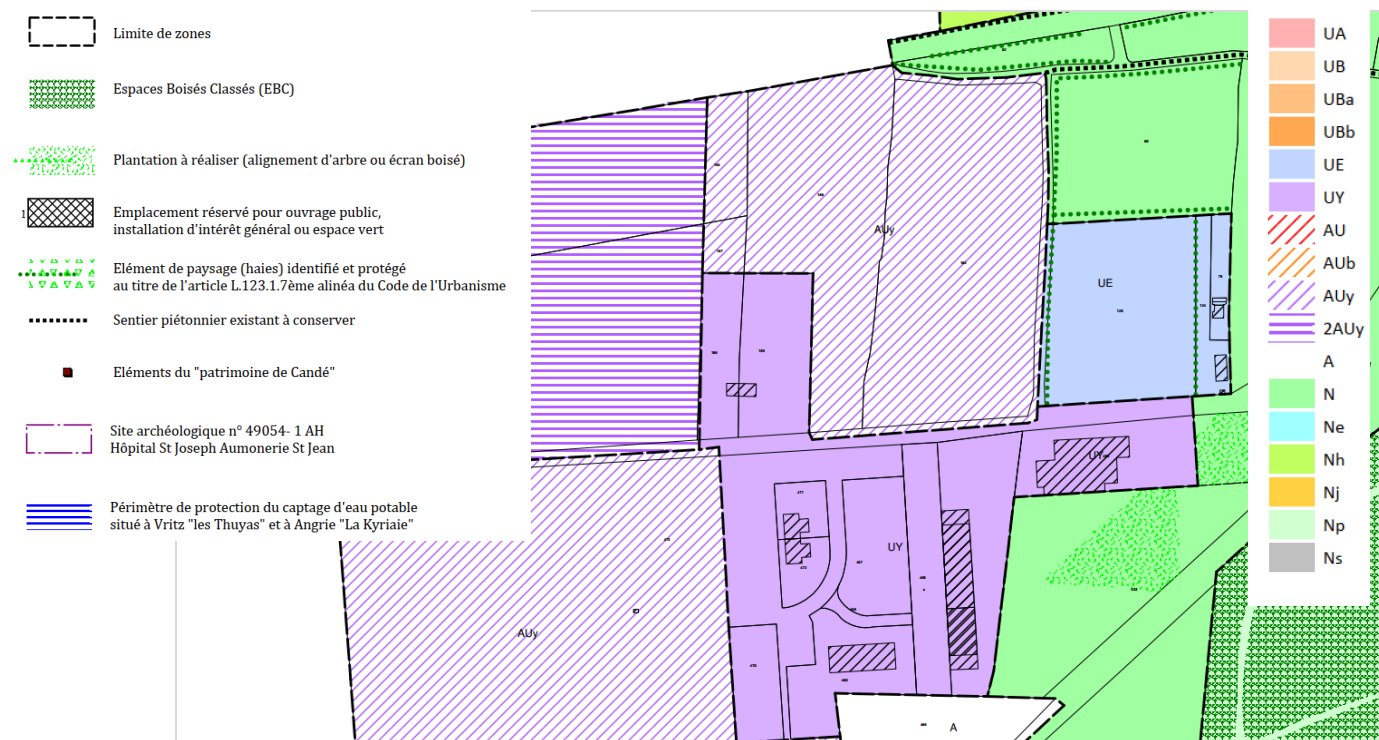 Limite de zones
Espaces Boisés Classés (EBC)
Plantation à réaliser (alignement d'arbre ou écran boisé)
1
Emplacement réservé pour ouvrage public,
installation d'intérêt général ou espace vert
Elément de paysage (haies) identifié et protégé
au titre de l'article L.123.1.7ème alinéa du Code de l'Urbanisme
Sentier piétonnier existant à conserver
Eléments du "patrimoine de Candé"
Site archéologique n° 49054- 1 AH
Hôpital St Joseph Aumonerie St Jean
Périmètre de protection du captage d'eau potable
situé à Vritz "les Thuyas" et à Angrie "La Kyriaie"
AUy
UE
UY
UY
AUy
A
UA
UB
UBa
UBb
UE
UY
AU
AUb
AUy
2AUy
A
N
Ne
Nh
Nj
Np
Ns